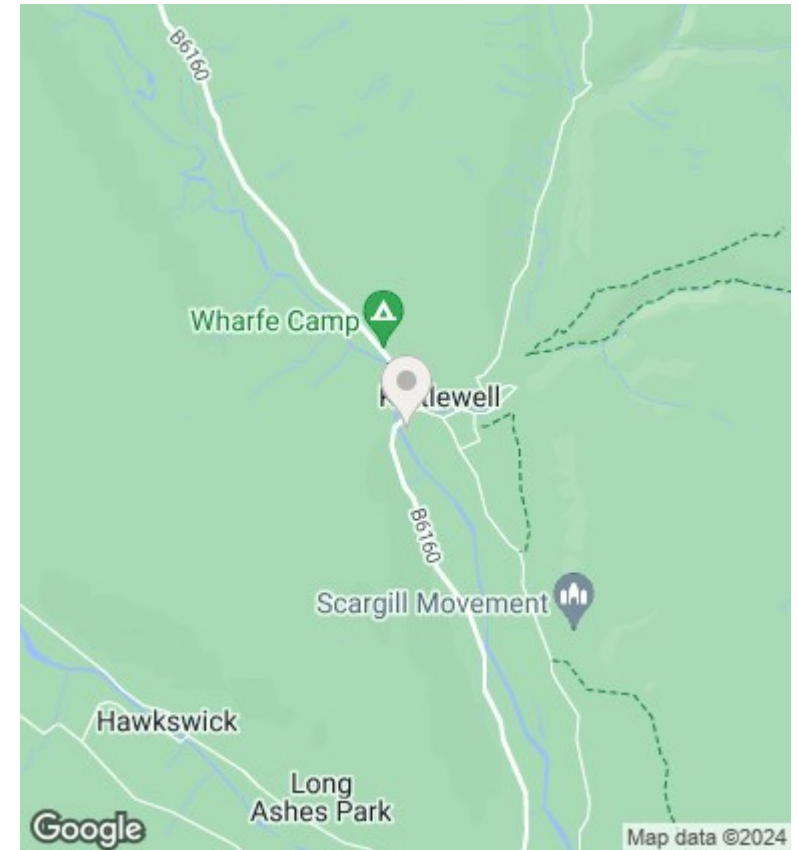 B6160
Wharfe Camp
B6160
Scargill Movement
Hawkswick
Long
Ashes Park
Google
Map data ©2024